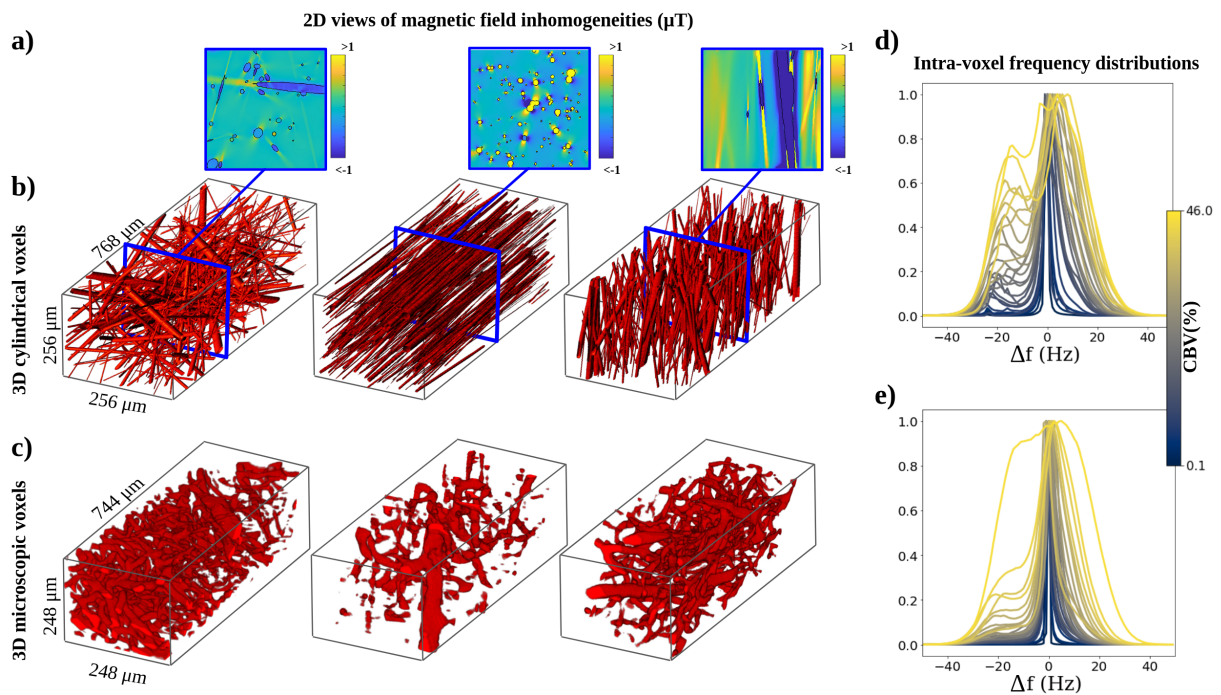 2D views of magnetic field inhomogeneities (μT)
a)
>1
<-1
>1
<-1
>1
<-1
b)
3D cylindrical voxels
768 μm
256 μm
256 μm
c)
3D microscopic voxels
744 μm
248 μm
248 μm
d)
Intra-voxel frequency distributions
1.0
0.8
0.6
0.4
0.2
0.0
−40
−20
0
20
40
Δf (Hz)
e)
1.0
0.8
0.6
0.4
0.2
0.0
−40
−20
0
20
40
Δf (Hz)
46.0
CBV(%)
0.1